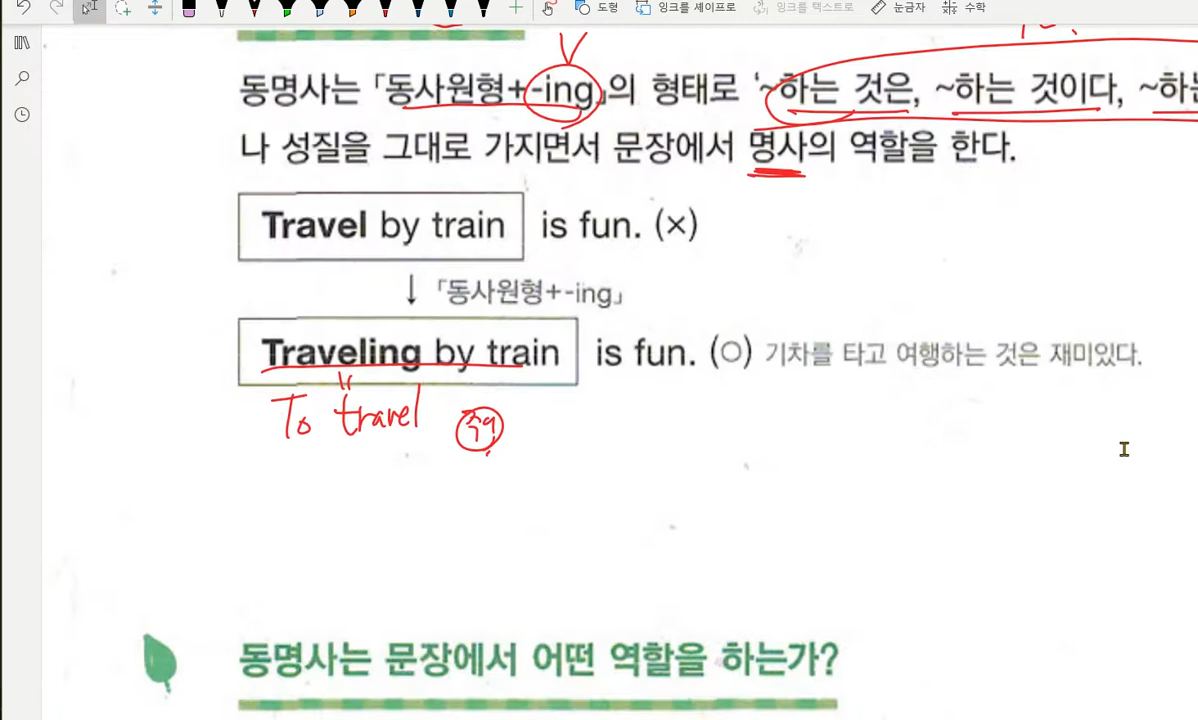 도형 잉크를 셰이프로 잉크를 텍스트로 눈금자 수학
V
동명사는 「동사원형+-ing」의 형태로 '~하는 것은, ~하는 것이다, ~하는
나 성질을 그대로 가지면서 문장에서 명사의 역할을 한다.
Travel by train is fun. (×)
↓ 「동사원형+-ing」
Traveling by train is fun. (○) 기차를 타고 여행하는 것은 재미있다.
To travel
동명사는 문장에서 어떤 역할을 하는가?